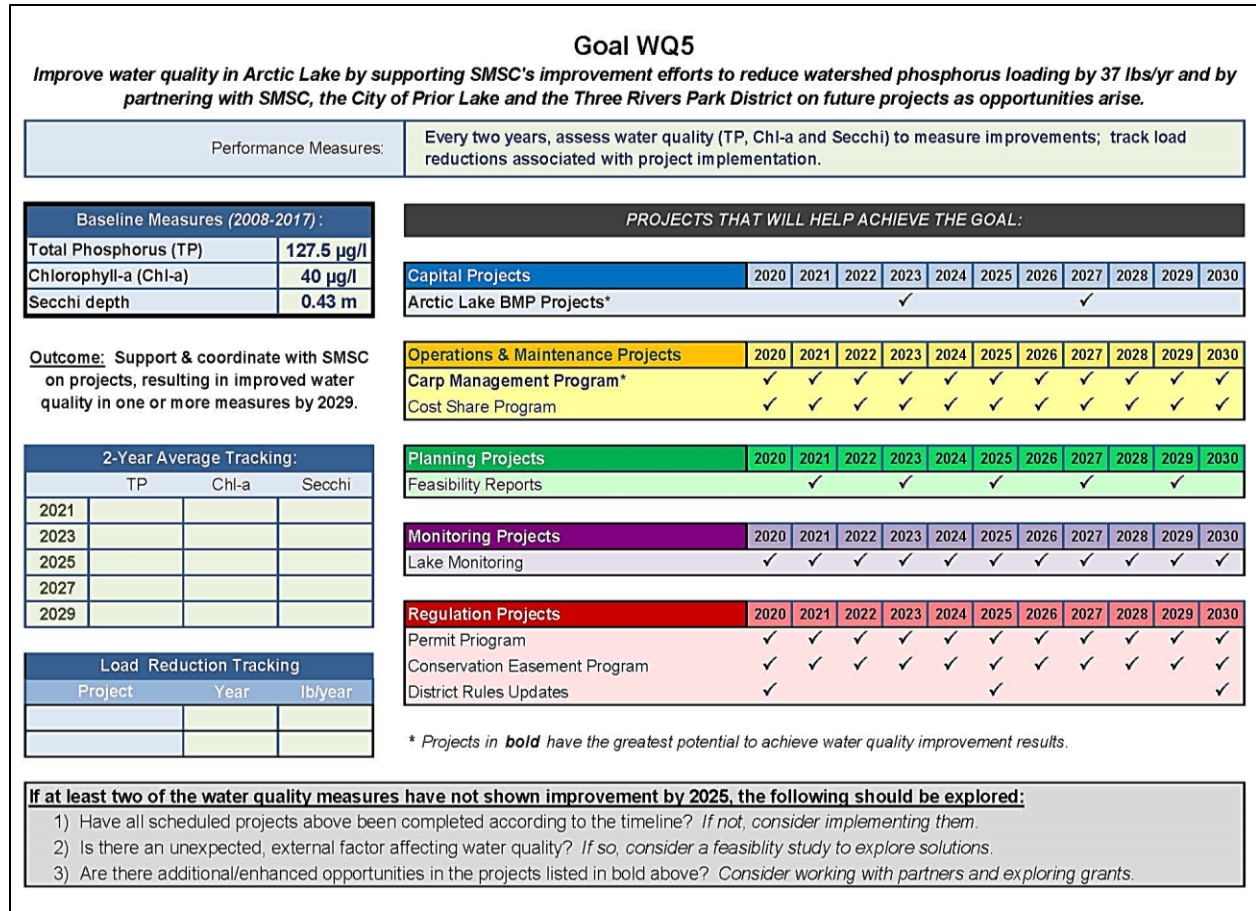 Goal WQ5
Improve water quality in Arctic Lake by supporting SMSC's improvement efforts to reduce watershed phosphorus loading by 37 lbs/yr and by
partnering with SMSC, the City of Prior Lake and the Three Rivers Park District on future projects as opportunities arise.
Performance Measures:
Every two years, assess water quality (TP, Chl-a and Secchi) to measure improvements; track load
reductions associated with project implementation.
Baseline Measures (2008-2017):
Total Phosphorus (TP) 127.5 µg/l
Chlorophyll-a (Chl-a) 40 µg/l
Secchi depth 0.43 m
Outcome: Support & coordinate with SMSC
on projects, resulting in improved water
quality in one or more measures by 2029.
2-Year Average Tracking:
TP Chl-a Secchi
2021
2023
2025
2027
2029
Load Reduction Tracking
Project Year lb/year
PROJECTS THAT WILL HELP ACHIEVE THE GOAL:
Capital Projects 2020 2021 2022 2023 2024 2025 2026 2027 2028 2029 2030
Arctic Lake BMP Projects* ✓ ✓
Operations & Maintenance Projects 2020 2021 2022 2023 2024 2025 2026 2027 2028 2029 2030
Carp Management Program* ✓ ✓ ✓ ✓ ✓ ✓ ✓ ✓ ✓ ✓ ✓
Cost Share Program ✓ ✓ ✓ ✓ ✓ ✓ ✓ ✓ ✓ ✓ ✓
Planning Projects 2020 2021 2022 2023 2024 2025 2026 2027 2028 2029 2030
Feasibility Reports ✓ ✓ ✓ ✓ ✓
Monitoring Projects 2020 2021 2022 2023 2024 2025 2026 2027 2028 2029 2030
Lake Monitoring ✓ ✓ ✓ ✓ ✓ ✓ ✓ ✓ ✓ ✓ ✓
Regulation Projects 2020 2021 2022 2023 2024 2025 2026 2027 2028 2029 2030
Permit Priogram ✓ ✓ ✓ ✓ ✓ ✓ ✓ ✓ ✓ ✓ ✓
Conservation Easement Program ✓ ✓ ✓ ✓ ✓ ✓ ✓ ✓ ✓ ✓ ✓
District Rules Updates ✓ ✓ ✓
* Projects in bold have the greatest potential to achieve water quality improvement results.
If at least two of the water quality measures have not shown improvement by 2025, the following should be explored:
1) Have all scheduled projects above been completed according to the timeline? If not, consider implementing them.
2) Is there an unexpected, external factor affecting water quality? If so, consider a feasiblity study to explore solutions.
3) Are there additional/enhanced opportunities in the projects listed in bold above? Consider working with partners and exploring grants.